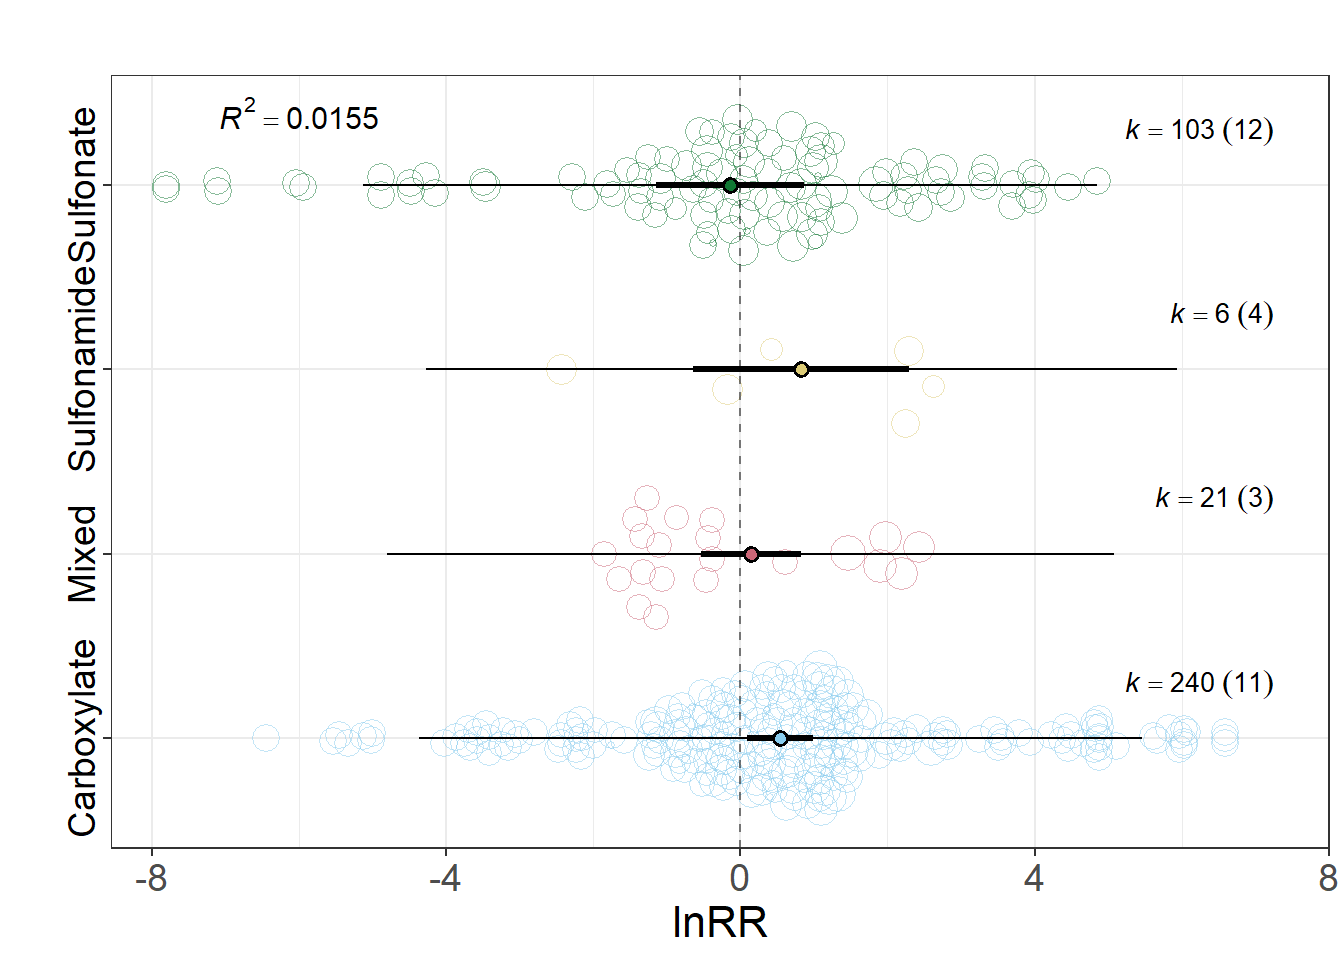 R² = 0.0155
k = 103 (12)
Sulfonate
k = 6 (4)
Sulfonamide
k = 21 (3)
Mixed
k = 240 (11)
Carboxylate
-8 -4 0 4 8
lnRR